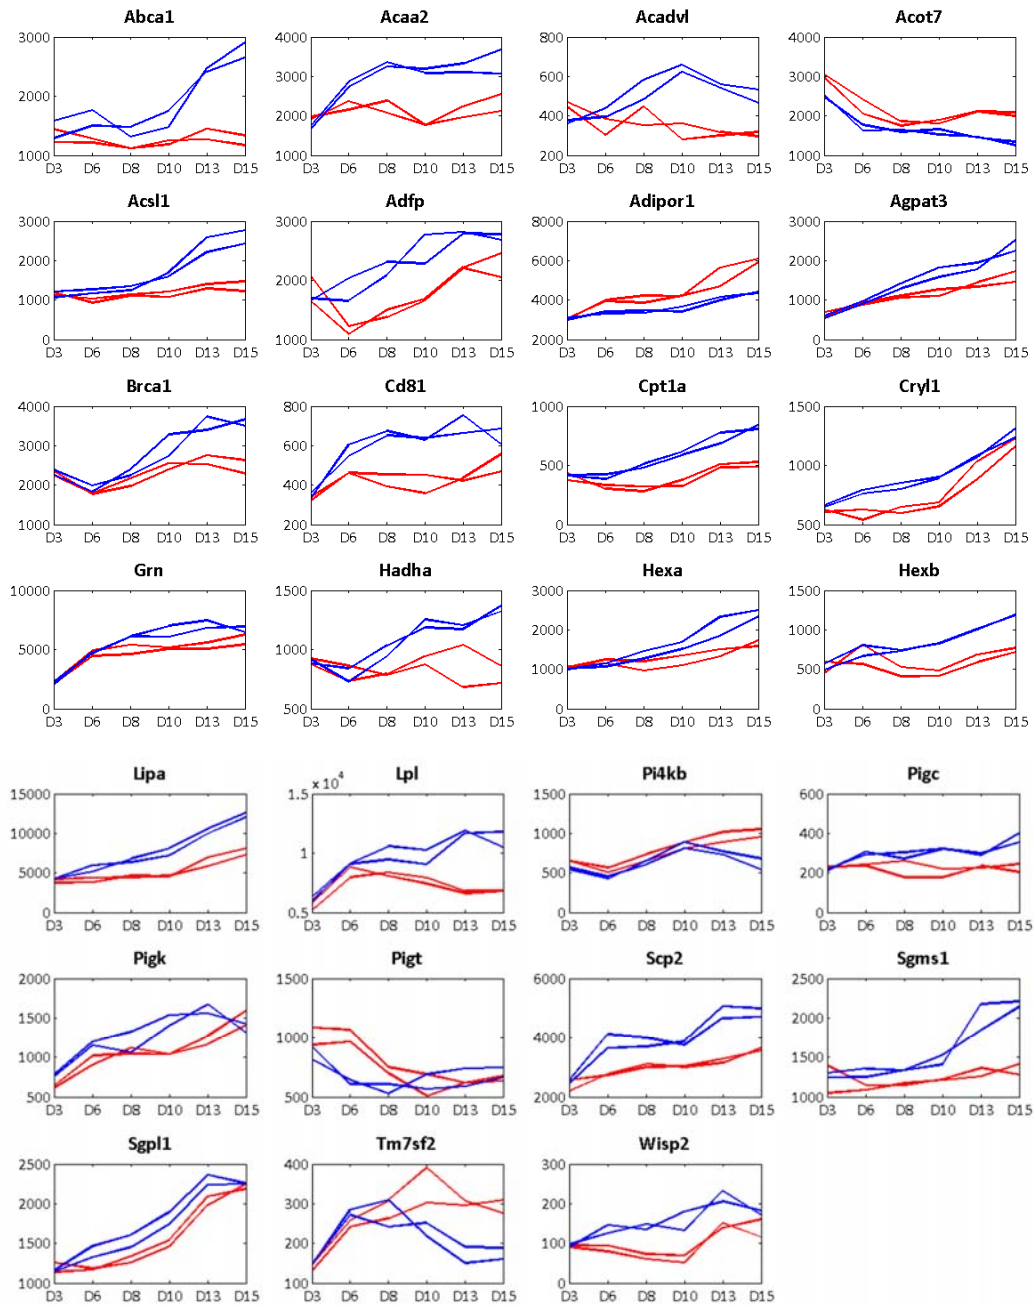 Abca1 Acaa2 Acadvl Acot7
3000 4000 800 3000
2000 3000 600 2000
2000 400
1000 1000 200 1000
D3 D6 D8 D10 D13 D15 D3 D6 D8 D10 D13 D15 D3 D6 D8 D10 D13 D15 D3 D6 D8 D10 D13 D15
Acsl1 Adfp Adipor1 Agpat3
3000 3000 8000 3000
2000 6000 2000
2000
1000 4000 1000
0 1000 2000 0
D3 D6 D8 D10 D13 D15 D3 D6 D8 D10 D13 D15 D3 D6 D8 D10 D13 D15 D3 D6 D8 D10 D13 D15
Brca1 Cd81 Cpt1a Cryl1
4000 800 1000 1500
3000 600
500 1000
2000 400
1000 200 0 500
D3 D6 D8 D10 D13 D15 D3 D6 D8 D10 D13 D15 D3 D6 D8 D10 D13 D15 D3 D6 D8 D10 D13 D15
Grn Hadha Hexa Hexb
10000 1500 3000 1500
2000 1000
5000 1000
1000 500
0 500 0 0
D3 D6 D8 D10 D13 D15 D3 D6 D8 D10 D13 D15 D3 D6 D8 D10 D13 D15 D3 D6 D8 D10 D13 D15
Lipa Lpl Pi4kb Pigc
x 10⁴
15000 1.5 1500 600
10000 1000 400
1
5000 500 200
0 0.5 0 0
D3 D6 D8 D10 D13 D15 D3 D6 D8 D10 D13 D15 D3 D6 D8 D10 D13 D15 D3 D6 D8 D10 D13 D15
Pigk Pigt Scp2 Sgms1
2000 1500 6000 2500
1500 2000
1000 4000
1000 1500
500 500 2000 1000
D3 D6 D8 D10 D13 D15 D3 D6 D8 D10 D13 D15 D3 D6 D8 D10 D13 D15 D3 D6 D8 D10 D13 D15
Sgpl1 Tm7sf2 Wisp2
2500 400 300
2000 300 200
1500 200 100
1000 100 0
D3 D6 D8 D10 D13 D15 D3 D6 D8 D10 D13 D15 D3 D6 D8 D10 D13 D15